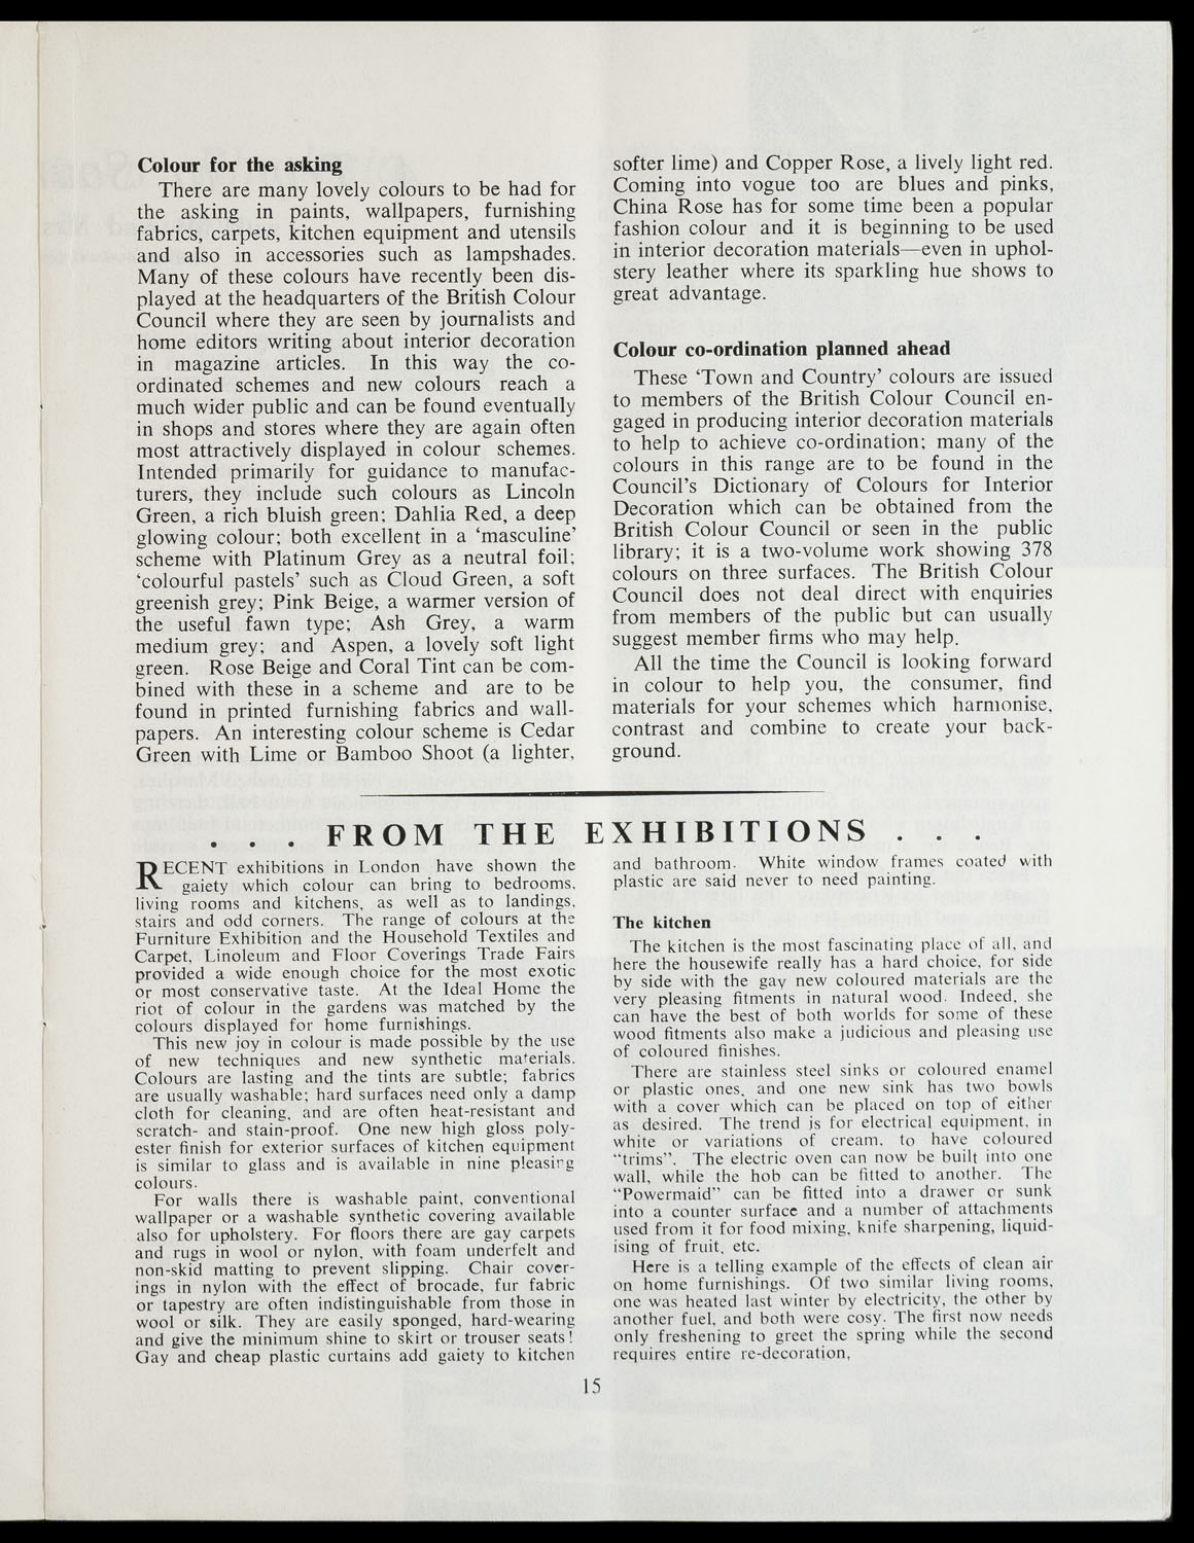 Colour for the asking
There are many lovely colours to be had for
the asking in paints, wallpapers, furnishing
fabrics, carpets, kitchen equipment and utensils
and also in accessories such as lampshades.
Many of these colours have recently been dis-
played at the headquarters of the British Colour
Council where they are seen by journalists and
home editors writing about interior decoration
in magazine articles. In this way the co-
ordinated schemes and new colours reach a
much wider public and can be found eventually
in shops and stores where they are again often
most attractively displayed in colour schemes.
Intended primarily for guidance to manufac-
turers, they include such colours as Lincoln
Green, a rich bluish green; Dahlia Red, a deep
glowing colour; both excellent in a ‘masculine’
scheme with Platinum Grey as a neutral foil;
‘colourful pastels’ such as Cloud Green, a soft
greenish grey; Pink Beige, a warmer version of
the useful fawn type; Ash Grey, a warm
medium grey; and Aspen, a lovely soft light
green. Rose Beige and Coral Tint can be com-
bined with these in a scheme and are to be
found in printed furnishing fabrics and wall-
papers. An interesting colour scheme is Cedar
Green with Lime or Bamboo Shoot (a lighter,
softer lime) and Copper Rose, a lively light red.
Coming into vogue too are blues and pinks,
China Rose has for some time been a popular
fashion colour and it is beginning to be used
in interior decoration materials—even in uphol-
stery leather where its sparkling hue shows to
great advantage.
Colour co-ordination planned ahead
These ‘Town and Country’ colours are issued
to members of the British Colour Council en-
gaged in producing interior decoration materials
to help to achieve co-ordination; many of the
colours in this range are to be found in the
Council's Dictionary of Colours for Interior
Decoration which can be obtained from the
British Colour Council or seen in the public
library; it is a two-volume work showing 378
colours on three surfaces. The British Colour
Council does not deal direct with enquiries
from members of the public but can usually
suggest member firms who may help.
All the time the Council is looking forward
in colour to help you, the consumer, find
materials for your schemes which harmonise,
contrast and combine to create your back-
ground.
. . . FROM THE EXHIBITIONS . . .
RECENT exhibitions in London have shown the
gaiety which colour can bring to bedrooms,
living rooms and kitchens, as well as to landings,
stairs and odd corners. The range of colours at the
Furniture Exhibition and the Household Textiles and
Carpet, Linoleum and Floor Coverings Trade Fairs
provided a wide enough choice for the most exotic
or most conservative taste. At the Ideal Home the
riot of colour in the gardens was matched by the
colours displayed for home furnishings.
This new joy in colour is made possible by the use
of new techniques and new synthetic materials.
Colours are lasting and the tints are subtle; fabrics
are usually washable; hard surfaces need only a damp
cloth for cleaning, and are often heat-resistant and
scratch- and stain-proof. One new high gloss poly-
ester finish for exterior surfaces of kitchen equipment
is similar to glass and is available in nine pleasing
colours.
For walls there is washable paint, conventional
wallpaper or a washable synthetic covering available
also for upholstery. For floors there are gay carpets
and rugs in wool or nylon, with foam underfelt and
non-skid matting to prevent slipping. Chair cover-
ings in nylon with the effect of brocade, fur fabric
or tapestry are often indistinguishable from those in
wool or silk. They are easily sponged, hard-wearing
and give the minimum shine to skirt or trouser seats!
Gay and cheap plastic curtains add gaiety to kitchen
and bathroom. White window frames coated with
plastic are said never to need painting.
The kitchen
The kitchen is the most fascinating place of all, and
here the housewife really has a hard choice, for side
by side with the gay new coloured materials are the
very pleasing fitments in natural wood. Indeed, she
can have the best of both worlds for some of these
wood fitments also make a judicious and pleasing use
of coloured finishes.
There are stainless steel sinks or coloured enamel
or plastic ones, and one new sink has two bowls
with a cover which can be placed on top of either
as desired. The trend is for electrical equipment, in
white or variations of cream, to have coloured
“trims”. The electric oven can now be built into one
wall, while the hob can be fitted to another. The
“Powermaid” can be fitted into a drawer or sunk
into a counter surface and a number of attachments
used from it for food mixing, knife sharpening, liquid-
ising of fruit, etc.
Here is a telling example of the effects of clean air
on home furnishings. Of two similar living rooms,
one was heated last winter by electricity, the other by
another fuel, and both were cosy. The first now needs
only freshening to greet the spring while the second
requires entire re-decoration,
15